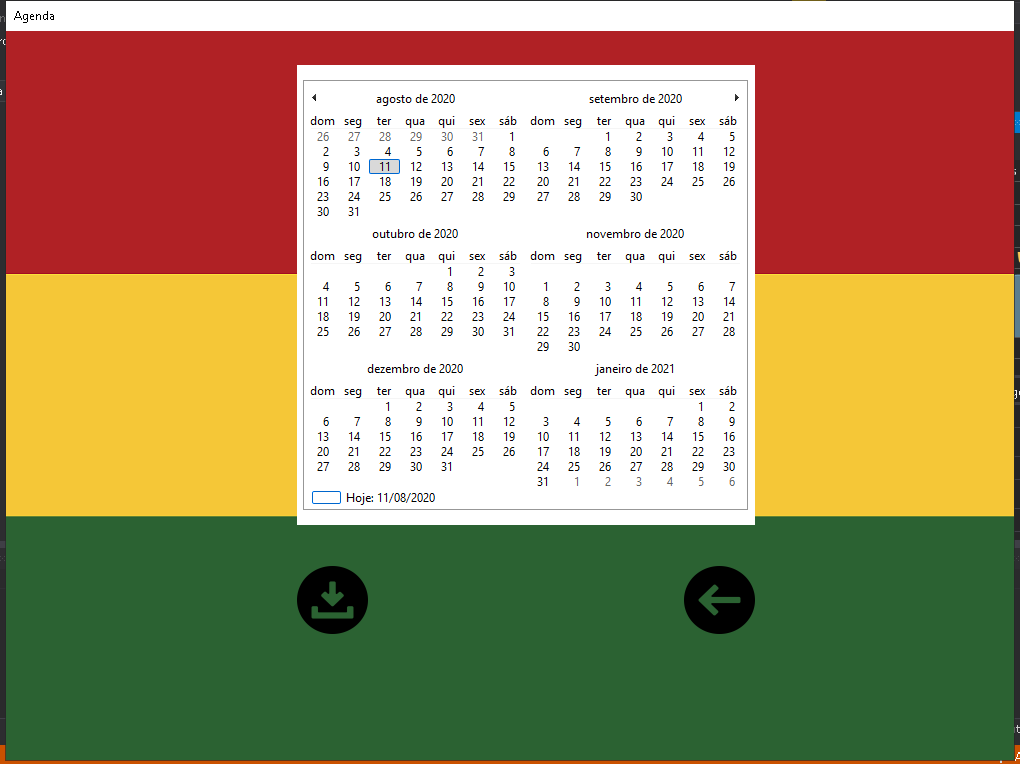 Agenda
agosto de 2020 setembro de 2020
dom seg ter qua qui sex sáb dom seg ter qua qui sex sáb
26 27 28 29 30 31 1 1 2 3 4 5
2 3 4 5 6 7 8 6 7 8 9 10 11 12
9 10 11 12 13 14 15 13 14 15 16 17 18 19
16 17 18 19 20 21 22 20 21 22 23 24 25 26
23 24 25 26 27 28 29 27 28 29 30
30 31
outubro de 2020 novembro de 2020
dom seg ter qua qui sex sáb dom seg ter qua qui sex sáb
1 2 3
4 5 6 7 8 9 10 1 2 3 4 5 6 7
11 12 13 14 15 16 17 8 9 10 11 12 13 14
18 19 20 21 22 23 24 15 16 17 18 19 20 21
25 26 27 28 29 30 31 22 23 24 25 26 27 28
29 30
dezembro de 2020 janeiro de 2021
dom seg ter qua qui sex sáb dom seg ter qua qui sex sáb
1 2 3 4 5 1 2
6 7 8 9 10 11 12 3 4 5 6 7 8 9
13 14 15 16 17 18 19 10 11 12 13 14 15 16
20 21 22 23 24 25 26 17 18 19 20 21 22 23
27 28 29 30 31 24 25 26 27 28 29 30
31 1 2 3 4 5 6
Hoje: 11/08/2020